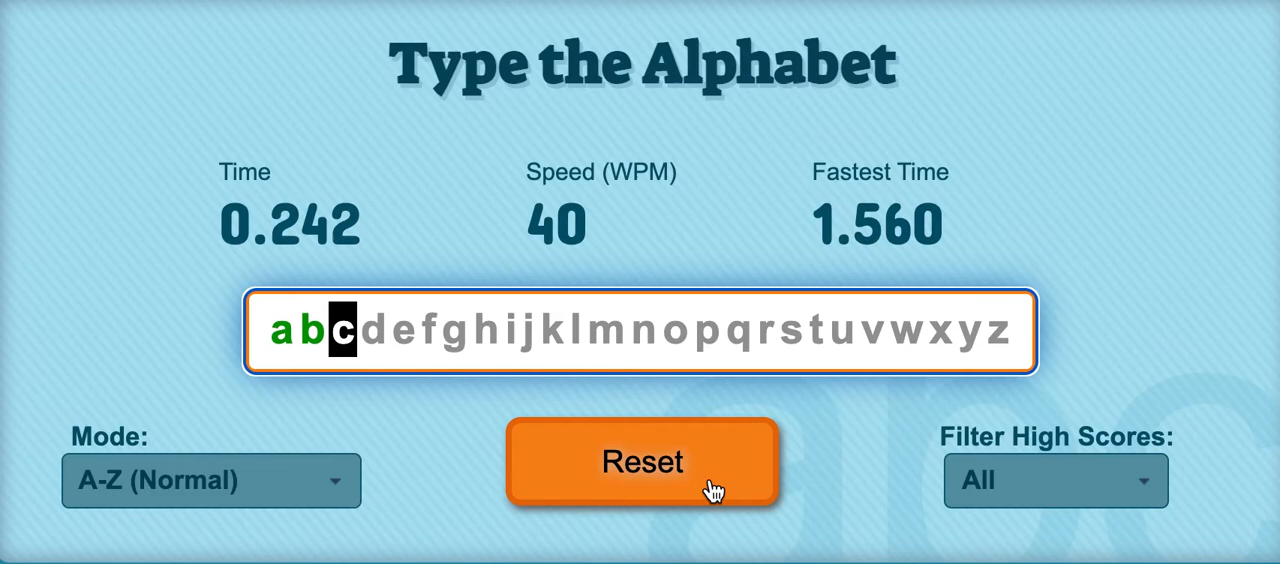 Type the Alphabet
Time Speed (WPM) Fastest Time
0.242 40 1.560
abcdefghijklmnopqrstuvwxyz
Mode: Filter High Scores:
A-Z (Normal) Reset All
abc